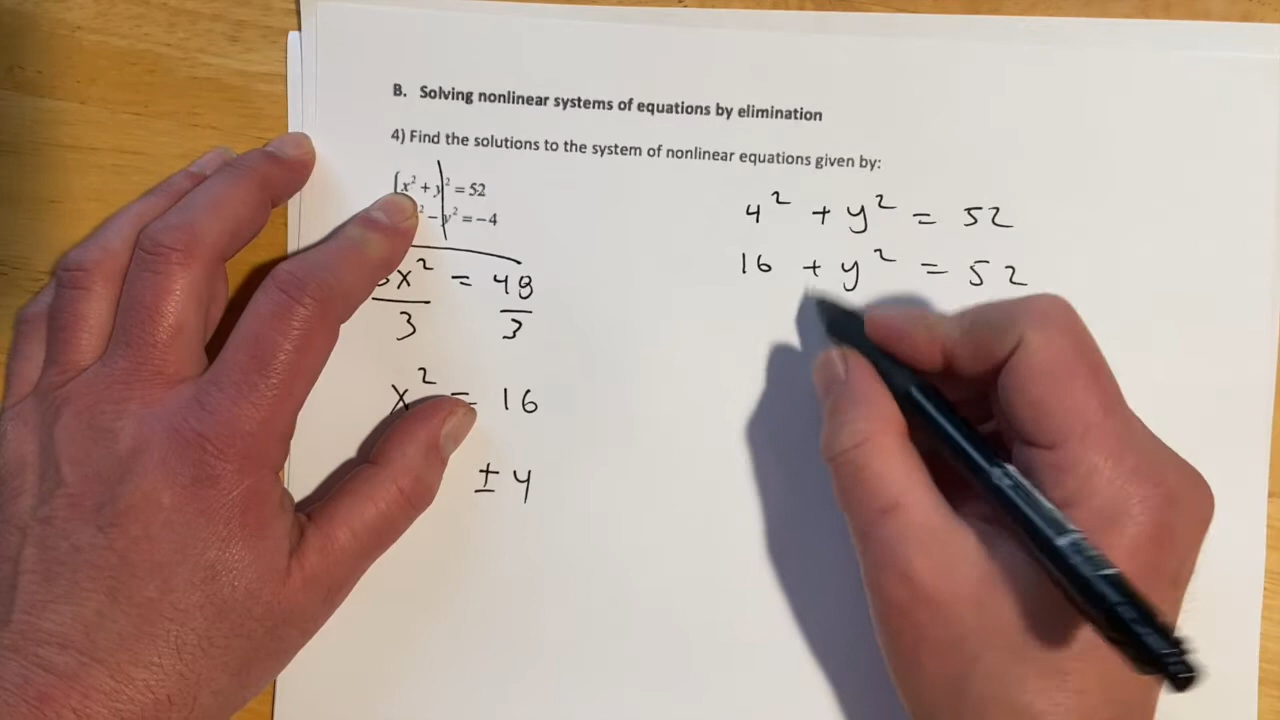 B. Solving nonlinear systems of equations by elimination
4) Find the solutions to the system of nonlinear equations given by:
x² + y² = 52
² − y² = −4
x² = 48
3 3
x² = 16
± 4
4² + y² = 52
16 + y² = 52